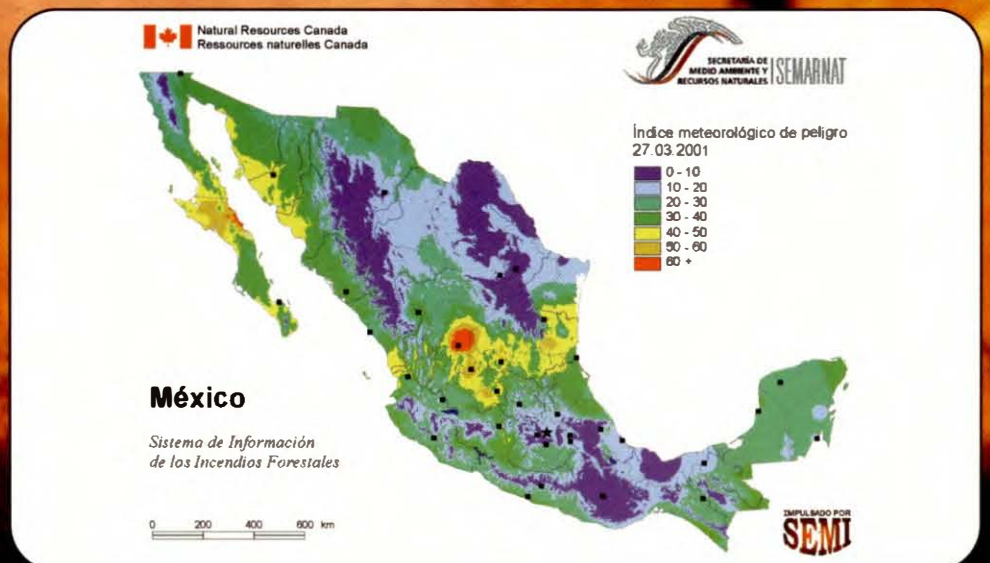 Natural Resources Canada
Ressources naturelles Canada
SECRETARÍA DE
MEDIO AMBIENTE Y
RECURSOS NATURALES
SEMARNAT
Índice meteorológico de peligro
27.03.2001
0 - 10
10 - 20
20 - 30
30 - 40
40 - 50
50 - 60
60 +
México
Sistema de Información
de los Incendios Forestales
0 200 400 600 km
IMPULSADO POR
SEMI